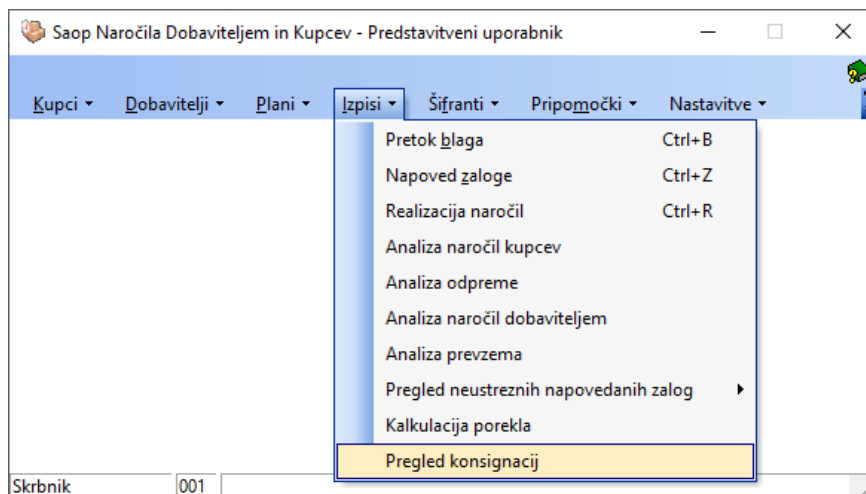 Saop Naročila Dobaviteljem in Kupcev - Predstavitveni uporabnik
Kupci Dobavitelji Plani Izpisi Šifranti Pripomočki Nastavitve
Pretok blaga Ctrl+B
Napoved zaloge Ctrl+Z
Realizacija naročil Ctrl+R
Analiza naročil kupcev
Analiza odpreme
Analiza naročil dobaviteljem
Analiza prevzema
Pregled neustreznih napovedanih zalog
Kalkulacija porekla
Pregled konsignacij
Skrbnik 001